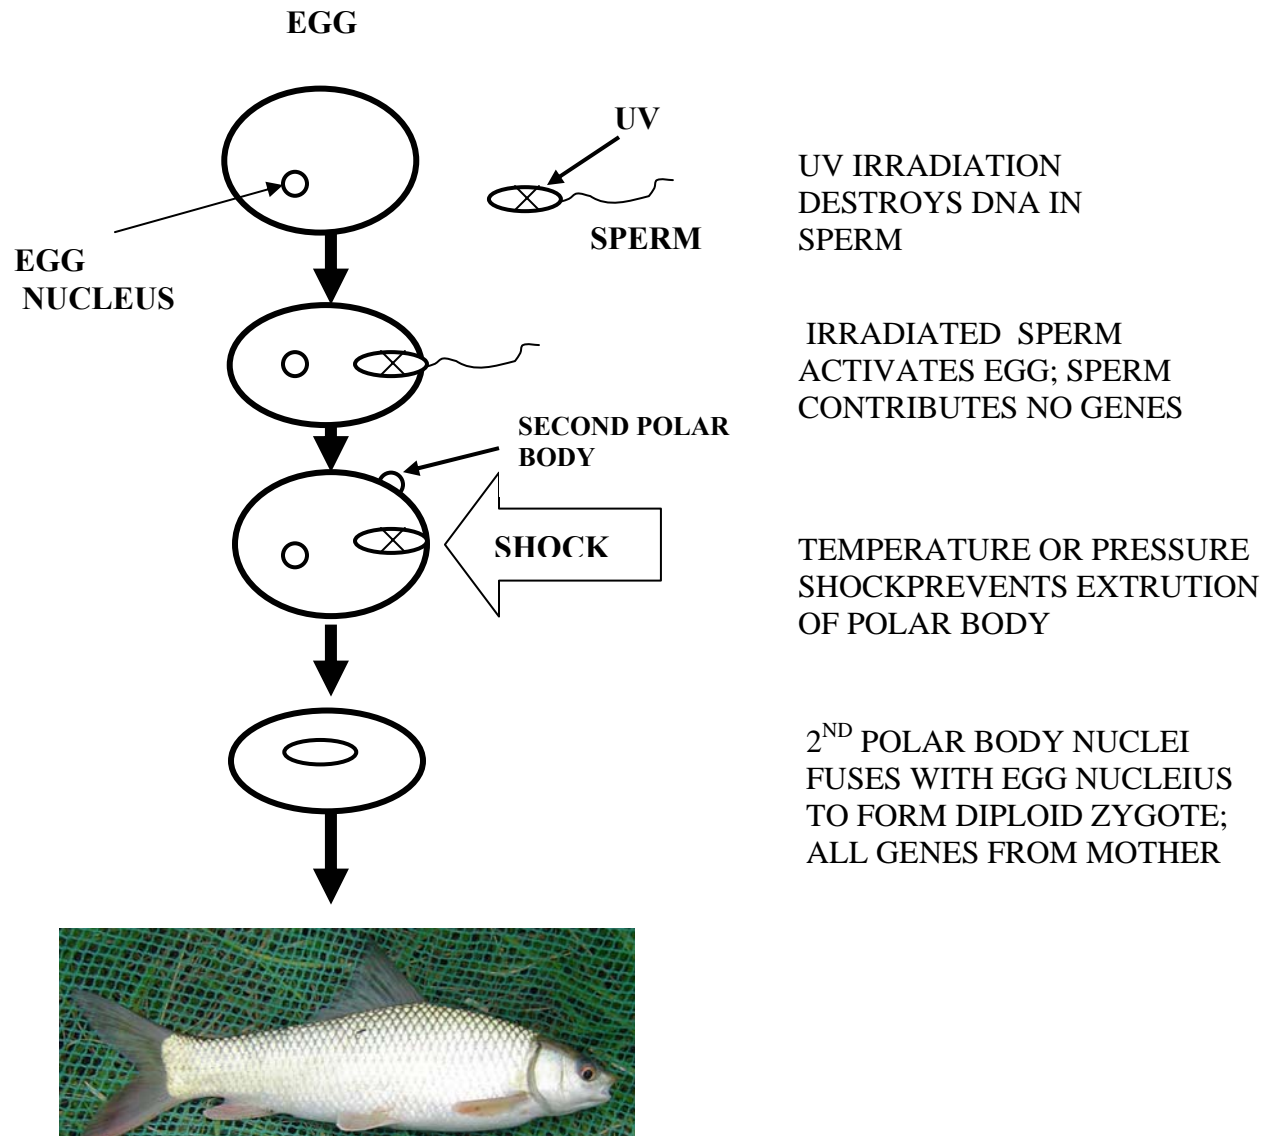 EGG
UV
UV IRRADIATION
DESTROYS DNA IN
SPERM
SPERM
EGG
NUCLEUS
IRRADIATED SPERM
ACTIVATES EGG; SPERM
CONTRIBUTES NO GENES
SECOND POLAR
BODY
SHOCK
TEMPERATURE OR PRESSURE
SHOCKPREVENTS EXTRUTION
OF POLAR BODY
2ND POLAR BODY NUCLEI
FUSES WITH EGG NUCLEIUS
TO FORM DIPLOID ZYGOTE;
ALL GENES FROM MOTHER